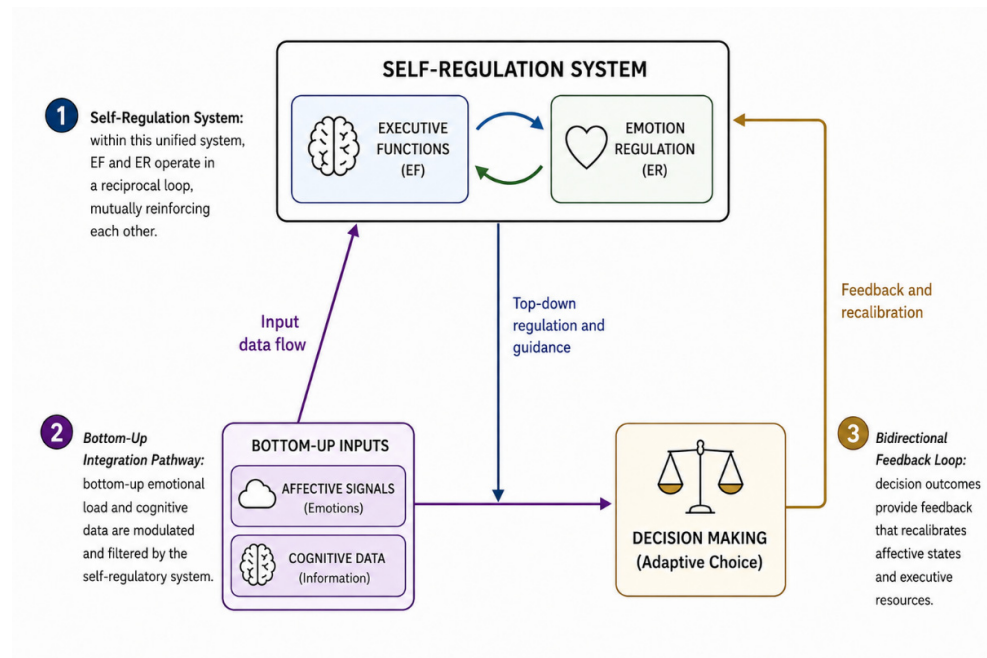 SELF-REGULATION SYSTEM
1
Self-Regulation System:
within this unified system,
EF and ER operate in
a reciprocal loop,
mutually reinforcing
each other.
EXECUTIVE
FUNCTIONS
(EF)
EMOTION
REGULATION
(ER)
Input
data flow
Top-down
regulation and
guidance
Feedback and
recalibration
2
Bottom-Up
Integration Pathway:
bottom-up emotional
load and cognitive
data are modulated
and filtered by the
self-regulatory system.
BOTTOM-UP INPUTS
AFFECTIVE SIGNALS
(Emotions)
COGNITIVE DATA
(Information)
DECISION MAKING
(Adaptive Choice)
3
Bidirectional
Feedback Loop:
decision outcomes
provide feedback
that recalibrates
affective states
and executive
resources.